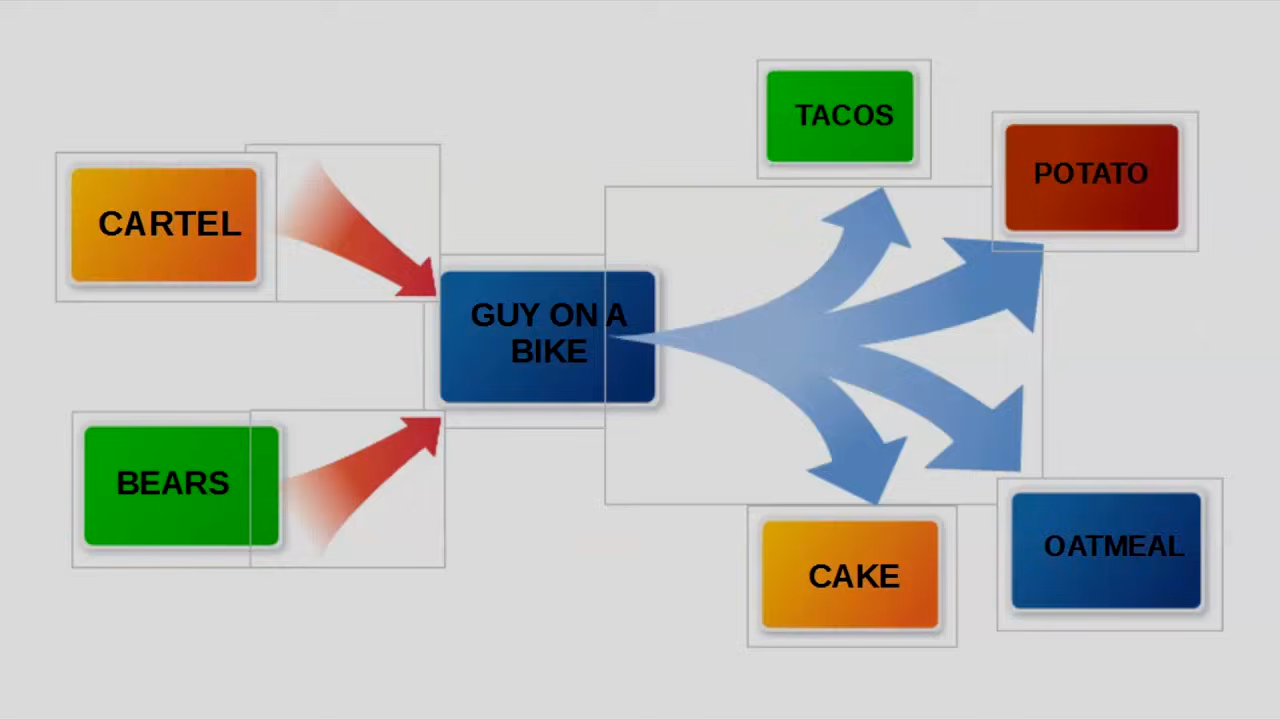 TACOS
POTATO
CARTEL
GUY ON A
BIKE
BEARS
OATMEAL
CAKE